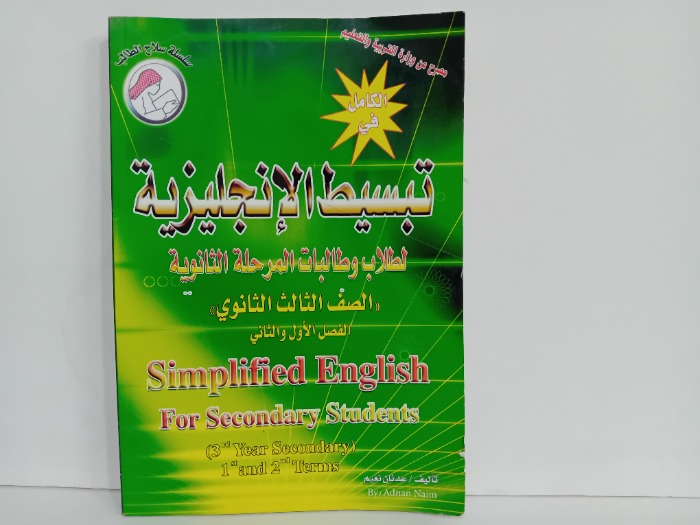 مصرح من وزارة التربية والتعليم
سلسلة سلاح الطالب
الكامل
في
تبسيط الإنجليزية
لطلاب وطالبات المرحلة الثانوية
«الصف الثالث الثانوي»
الفصل الأول والثاني
Simplified English
For Secondary Students
(3rd Year Secoudary)
1st and 2nd Terms
تأليف / عدنان نعيم
By / Adnan Naim